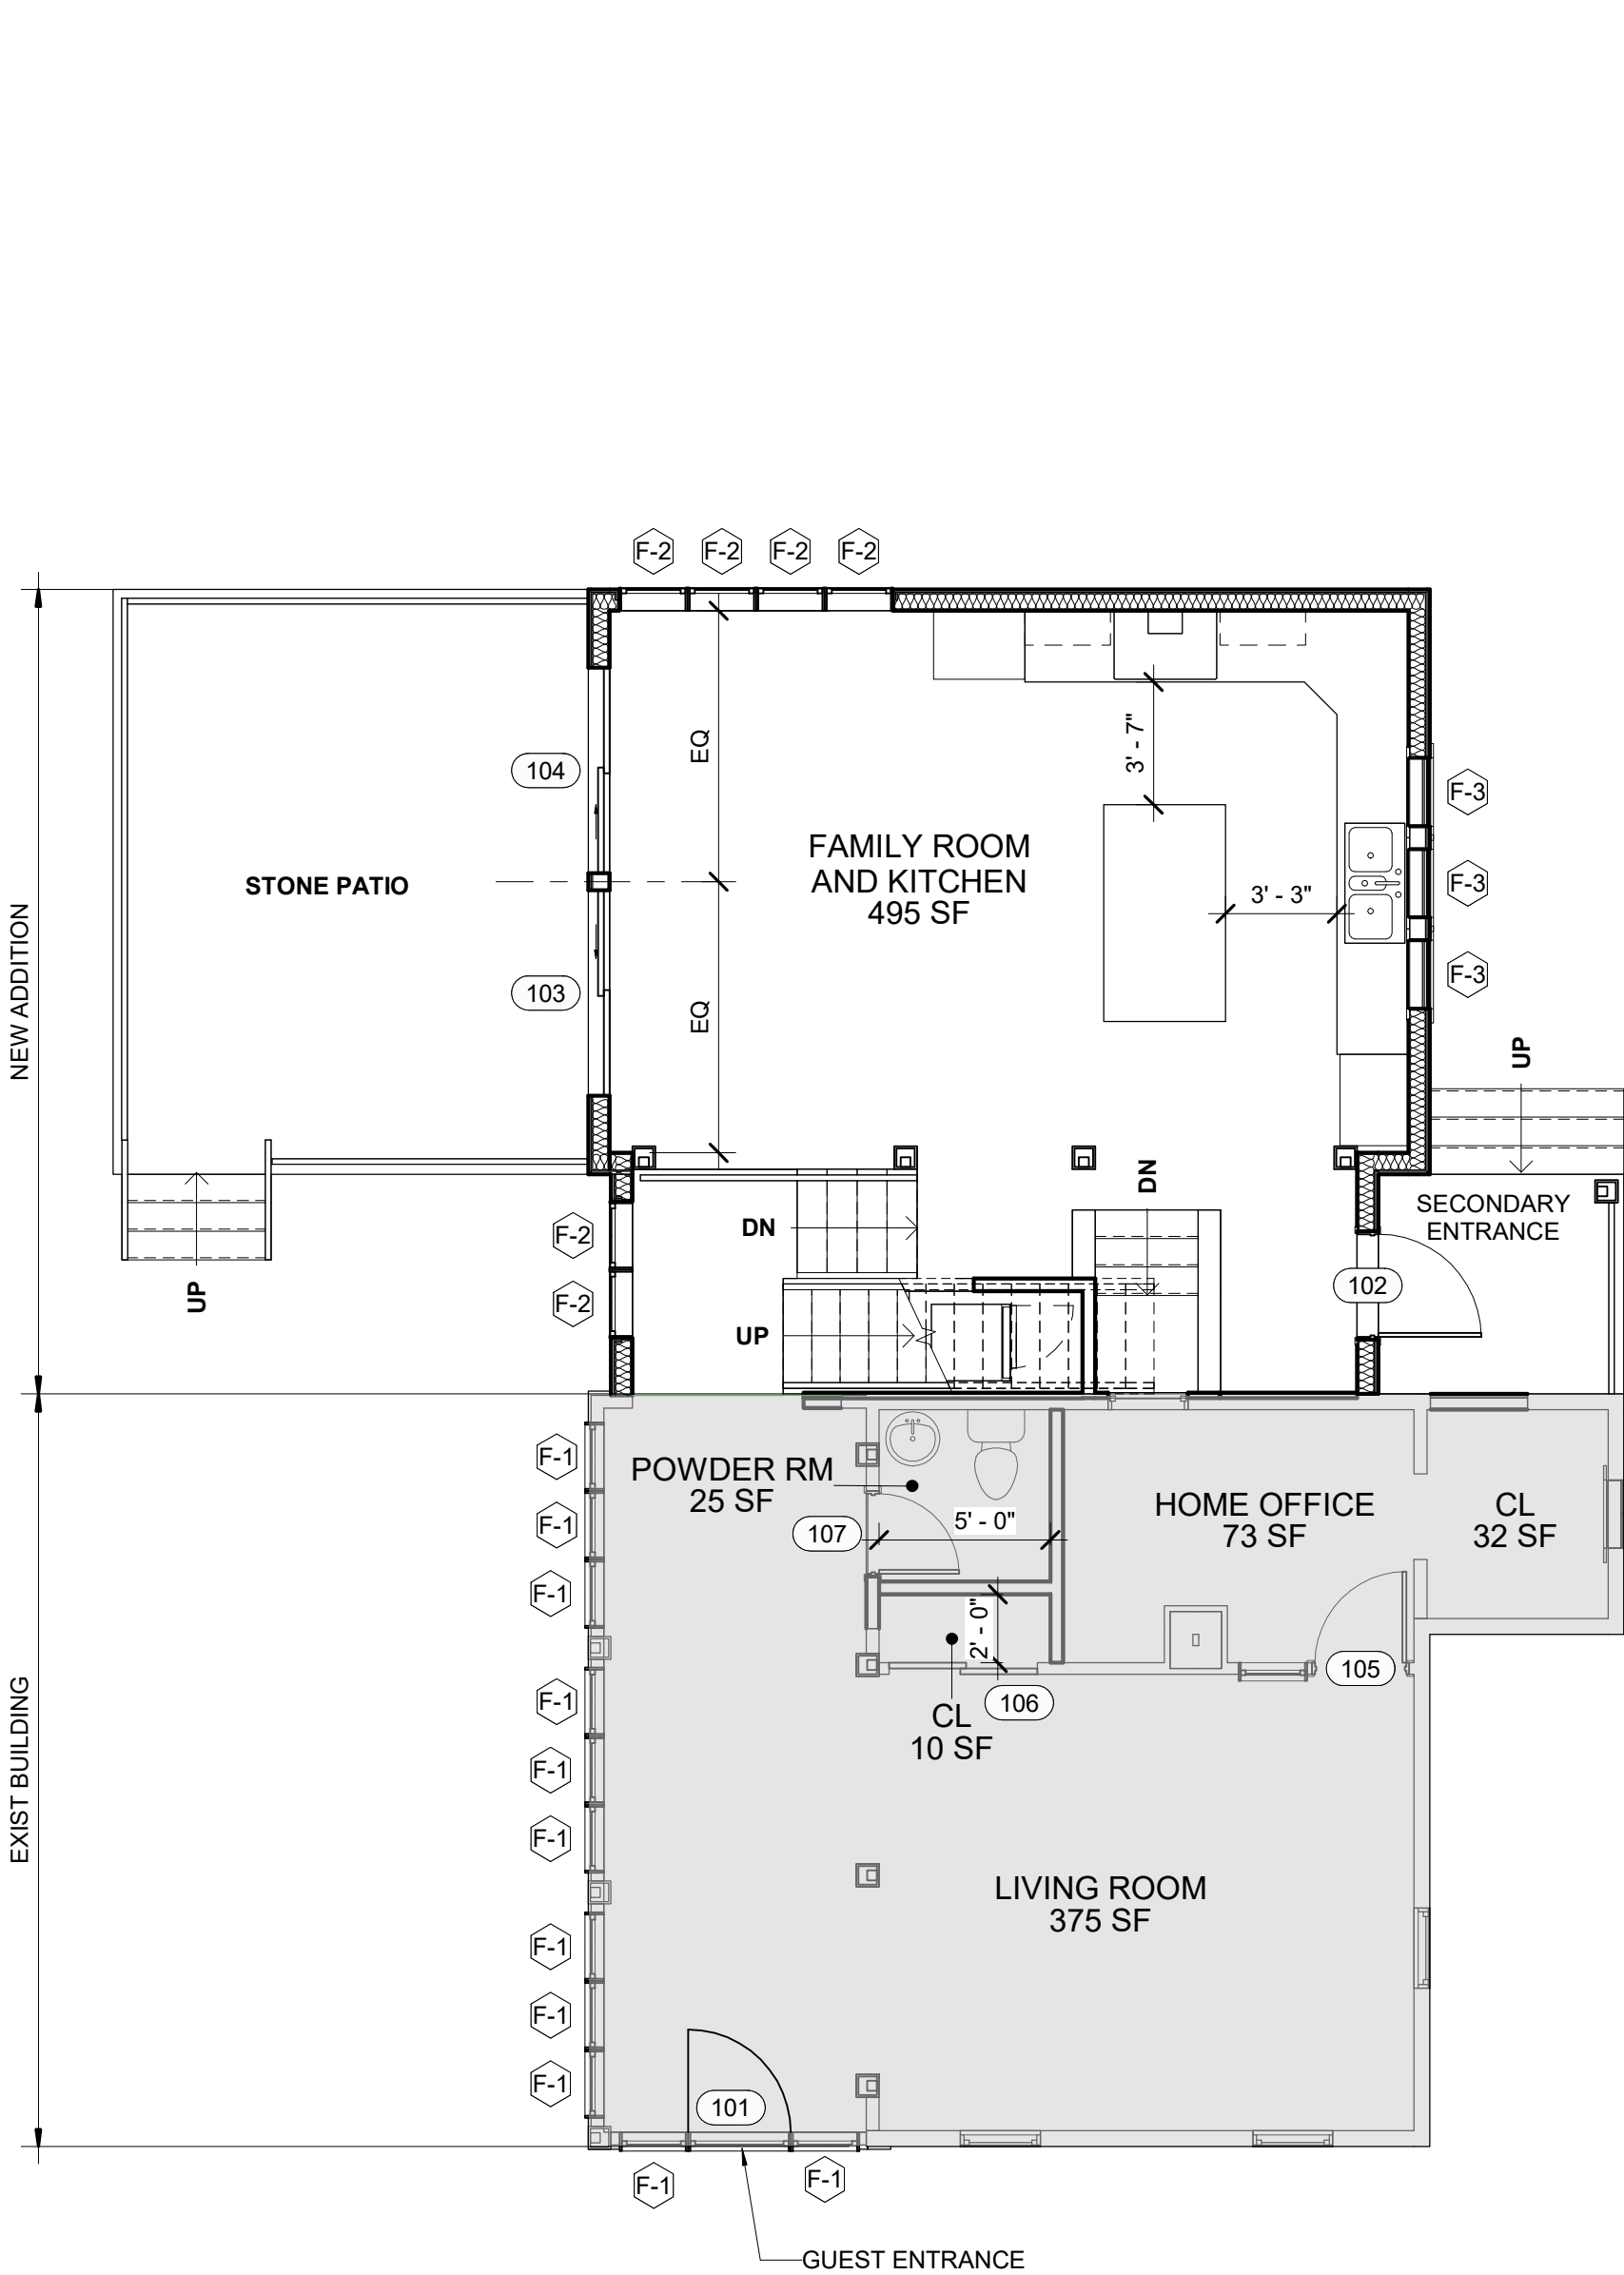 F-2 F-2 F-2 F-2
NEW ADDITION
STONE PATIO
104
103
EQ
EQ
FAMILY ROOM
AND KITCHEN
495 SF
3' - 7"
3' - 3"
F-3
F-3
F-3
UP
SECONDARY
ENTRANCE
102
DN
DN
UP
UP
F-2
F-2
EXIST BUILDING
F-1
F-1
F-1
F-1
F-1
F-1
F-1
F-1
F-1
POWDER RM
25 SF
107
5' - 0"
2' - 0"
HOME OFFICE
73 SF
CL
32 SF
105
106
CL
10 SF
LIVING ROOM
375 SF
101
F-1
F-1
GUEST ENTRANCE